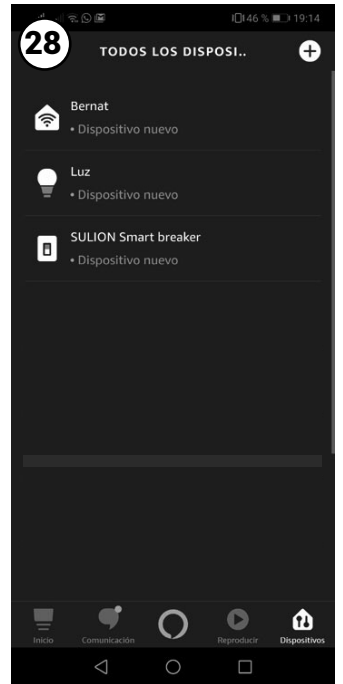 46 % 19:14
28
TODOS LOS DISPOSI..
Bernat
• Dispositivo nuevo
Luz
• Dispositivo nuevo
SULION Smart breaker
• Dispositivo nuevo
Inicio Comunicación Reproducir Dispositivos